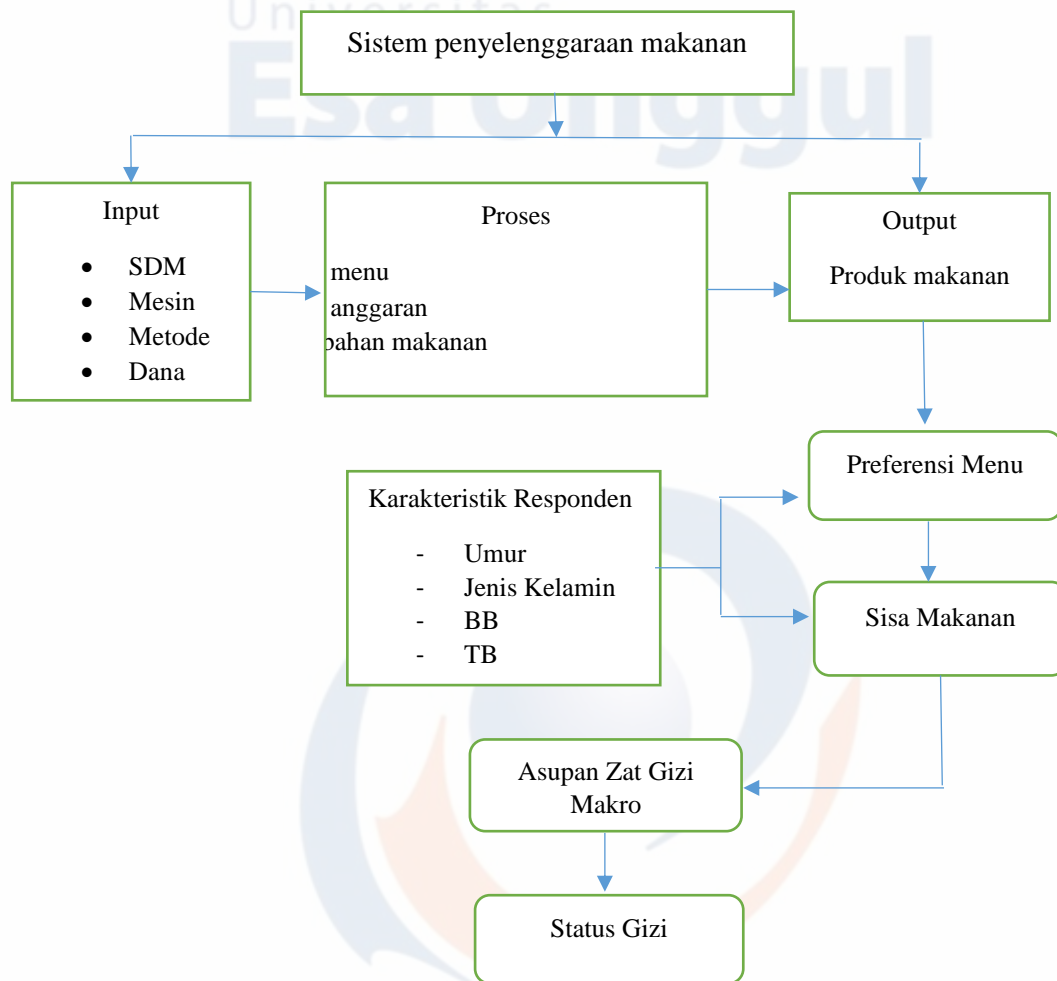 Universitas
Esa Unggul
Sistem penyelenggaraan makanan
Input
• SDM
• Mesin
• Metode
• Dana
Proses
menu
anggaran
bahan makanan
Output
Produk makanan
Preferensi Menu
Karakteristik Responden
- Umur
- Jenis Kelamin
- BB
- TB
Sisa Makanan
Asupan Zat Gizi
Makro
Status Gizi